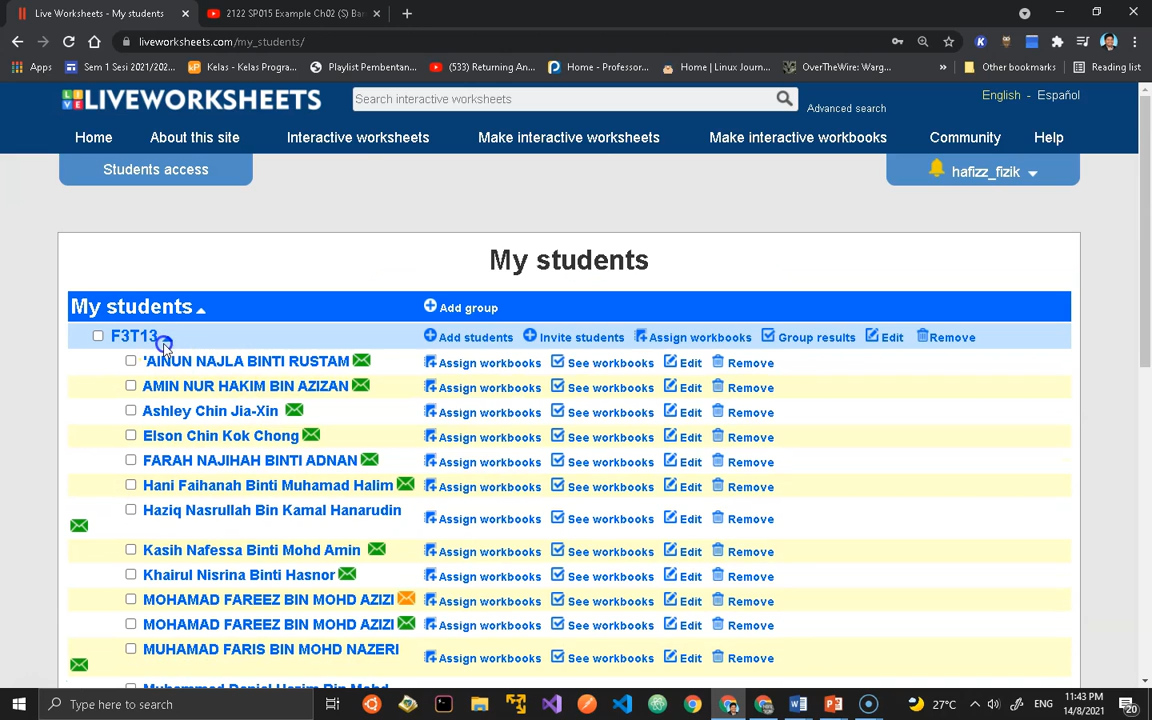 Live Worksheets - My students
2122 SP015 Example Ch02 (S) Ba
liveworksheets.com/my_students/
Apps
Sem 1 Sesi 2021/202...
Kelas - Kelas Progra...
Playlist Pembentan...
(533) Returning An...
Home - Professor...
Home | Linux Journ...
OverTheWire: Warg...
»
Other bookmarks
Reading list
LIVEWORKSHEETS
Search interactive worksheets
Advanced search
English - Español
Home
About this site
Interactive worksheets
Make interactive worksheets
Make interactive workbooks
Community
Help
Students access
hafizz_fizik
My students
My students
Add group
F3T13
Add students Invite students Assign workbooks Group results Edit Remove
'AINUN NAJLA BINTI RUSTAM
Assign workbooks See workbooks Edit Remove
AMIN NUR HAKIM BIN AZIZAN
Assign workbooks See workbooks Edit Remove
Ashley Chin Jia-Xin
Assign workbooks See workbooks Edit Remove
Elson Chin Kok Chong
Assign workbooks See workbooks Edit Remove
FARAH NAJIHAH BINTI ADNAN
Assign workbooks See workbooks Edit Remove
Hani Faihanah Binti Muhamad Halim
Assign workbooks See workbooks Edit Remove
Haziq Nasrullah Bin Kamal Hanarudin
Assign workbooks See workbooks Edit Remove
Kasih Nafessa Binti Mohd Amin
Assign workbooks See workbooks Edit Remove
Khairul Nisrina Binti Hasnor
Assign workbooks See workbooks Edit Remove
MOHAMAD FAREEZ BIN MOHD AZIZI
Assign workbooks See workbooks Edit Remove
MOHAMAD FAREEZ BIN MOHD AZIZI
Assign workbooks See workbooks Edit Remove
MUHAMAD FARIS BIN MOHD NAZERI
Assign workbooks See workbooks Edit Remove
Type here to search
27°C
ENG
11:43 PM
14/8/2021
20